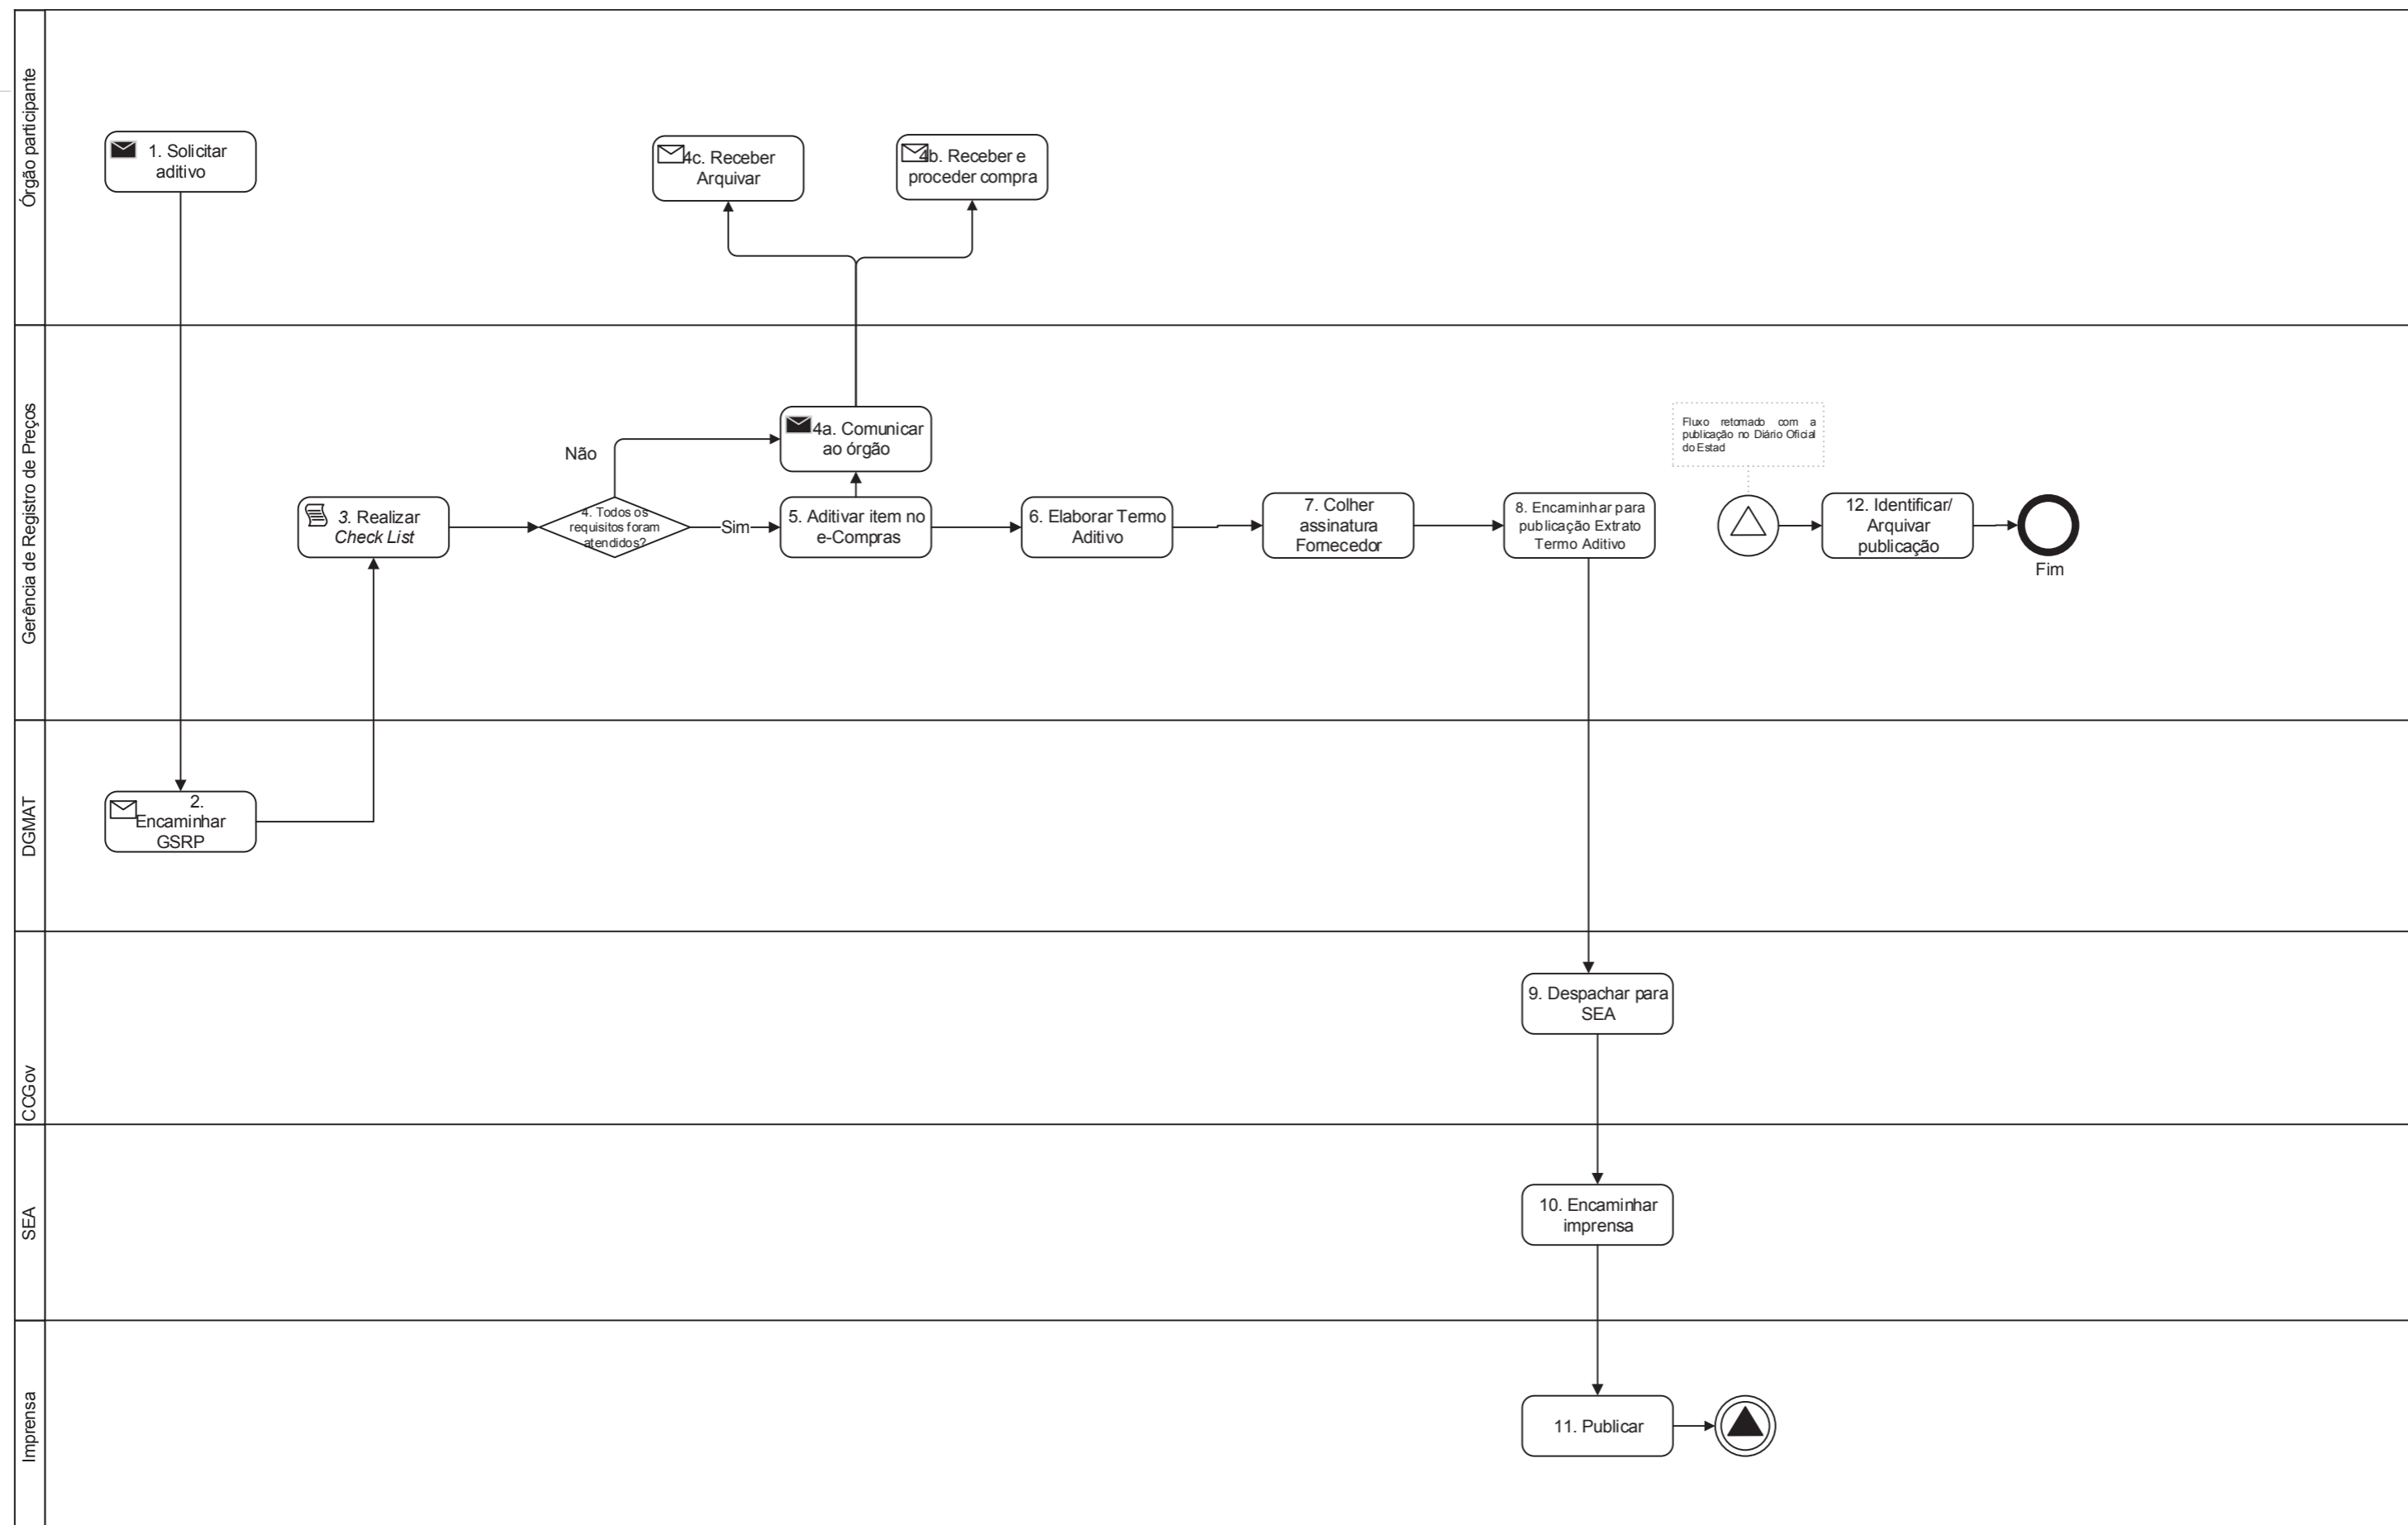 Órgão participante
1. Solicitar
aditivo
4c. Receber
Arquivar
4b. Receber e
proceder compra
Gerência de Registro de Preços
4a. Comunicar
ao órgão
Não
3. Realizar
Check List
4. Todos os
requisitos foram
atendidos?
Sim
5. Aditivar item no
e-Compras
6. Elaborar Termo
Aditivo
7. Colher
assinatura
Fornecedor
8. Encaminhar para
publicação Extrato
Termo Aditivo
Fluxo retomado com a
publicação no Diário Oficial
do Estad
12. Identificar/
Arquivar
publicação
Fim
DGMAT
2.
Encaminhar
GSRP
CCGov
9. Despachar para
SEA
SEA
10. Encaminhar
imprensa
Imprensa
11. Publicar